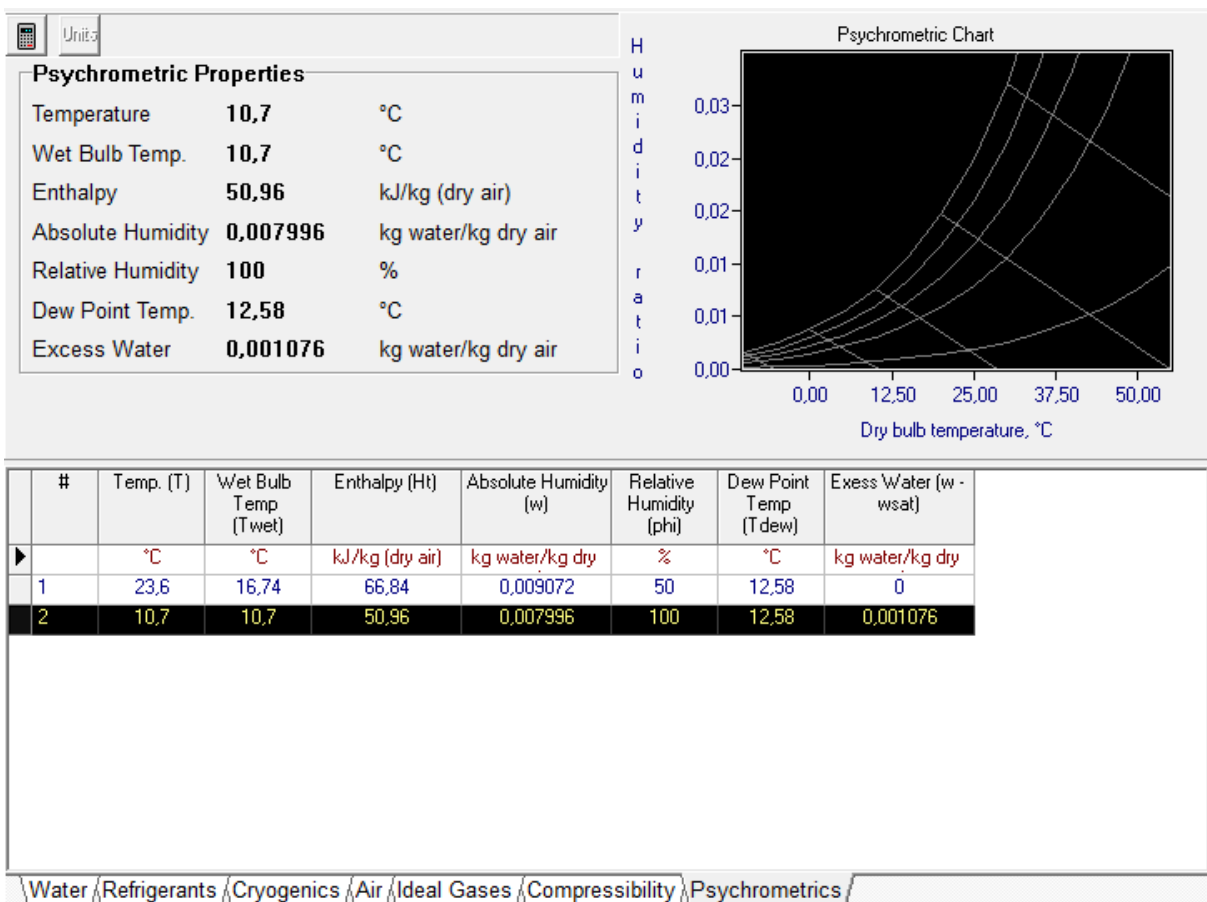 Units
Psychrometric Properties
Temperature 10,7 °C
Wet Bulb Temp. 10,7 °C
Enthalpy 50,96 kJ/kg (dry air)
Absolute Humidity 0,007996 kg water/kg dry air
Relative Humidity 100 %
Dew Point Temp. 12,58 °C
Excess Water 0,001076 kg water/kg dry air
Psychrometric Chart
Humidity ratio
0,03
0,02
0,02
0,01
0,01
0,00
0,00 12,50 25,00 37,50 50,00
Dry bulb temperature, °C
# Temp. (T) Wet Bulb Temp (Twet) Enthalpy (Ht) Absolute Humidity (w) Relative Humidity (phi) Dew Point Temp (Tdew) Exess Water (w - wsat)
°C °C kJ/kg (dry air) kg water/kg dry % °C kg water/kg dry
1 23,6 16,74 66,84 0,009072 50 12,58 0
2 10,7 10,7 50,96 0,007996 100 12,58 0,001076
Water Refrigerants Cryogenics Air Ideal Gases Compressibility Psychrometrics